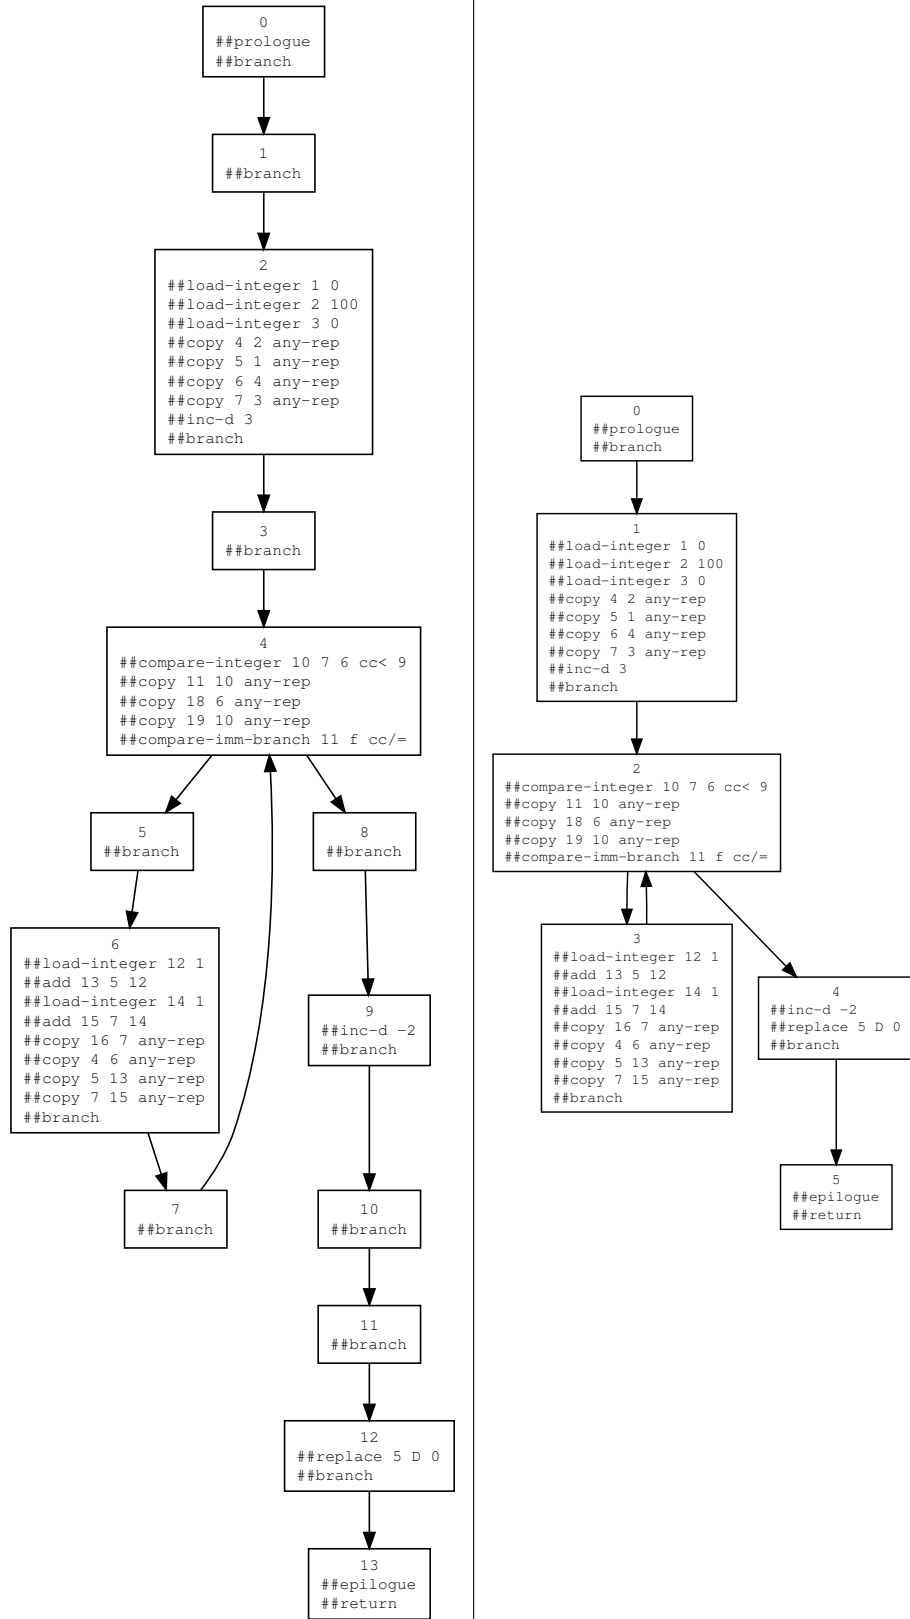 0
##prologue
##branch
1
##branch
2
##load-integer 1 0
##load-integer 2 100
##load-integer 3 0
##copy 4 2 any-rep
##copy 5 1 any-rep
##copy 6 4 any-rep
##copy 7 3 any-rep
##inc-d 3
##branch
3
##branch
4
##compare-integer 10 7 6 cc< 9
##copy 11 10 any-rep
##copy 18 6 any-rep
##copy 19 10 any-rep
##compare-imm-branch 11 f cc/=
5
##branch
8
##branch
6
##load-integer 12 1
##add 13 5 12
##load-integer 14 1
##add 15 7 14
##copy 16 7 any-rep
##copy 4 6 any-rep
##copy 5 13 any-rep
##copy 7 15 any-rep
##branch
9
##inc-d -2
##branch
7
##branch
10
##branch
11
##branch
12
##replace 5 D 0
##branch
13
##epilogue
##return
0
##prologue
##branch
1
##load-integer 1 0
##load-integer 2 100
##load-integer 3 0
##copy 4 2 any-rep
##copy 5 1 any-rep
##copy 6 4 any-rep
##copy 7 3 any-rep
##inc-d 3
##branch
2
##compare-integer 10 7 6 cc< 9
##copy 11 10 any-rep
##copy 18 6 any-rep
##copy 19 10 any-rep
##compare-imm-branch 11 f cc/=
3
##load-integer 12 1
##add 13 5 12
##load-integer 14 1
##add 15 7 14
##copy 16 7 any-rep
##copy 4 6 any-rep
##copy 5 13 any-rep
##copy 7 15 any-rep
##branch
4
##inc-d -2
##replace 5 D 0
##branch
5
##epilogue
##return